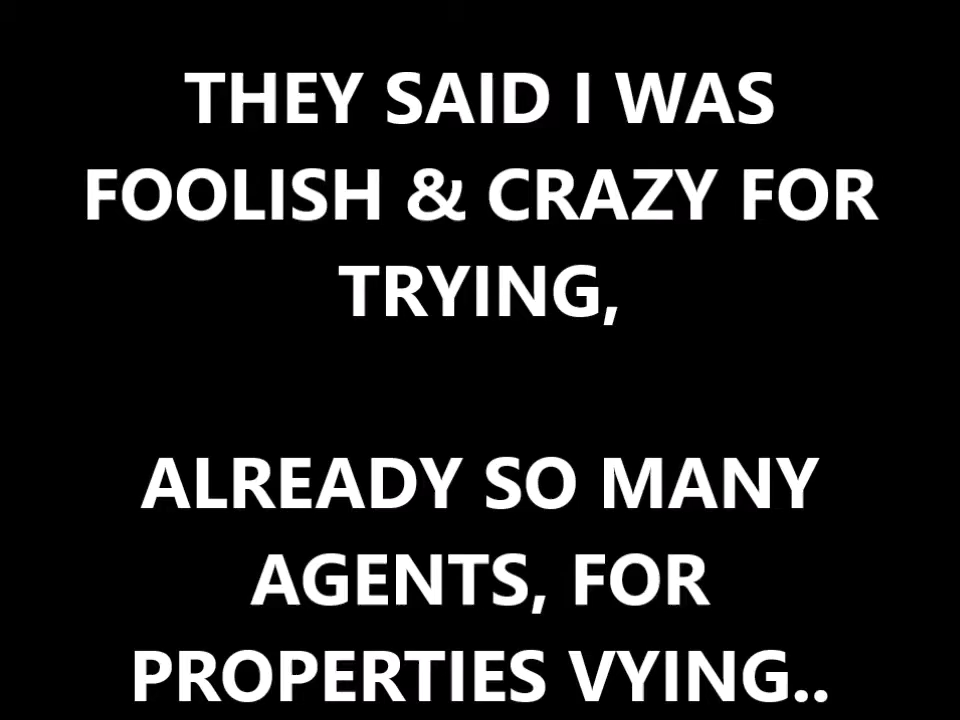 THEY SAID I WAS
FOOLISH & CRAZY FOR
TRYING,
ALREADY SO MANY
AGENTS, FOR
PROPERTIES VYING..